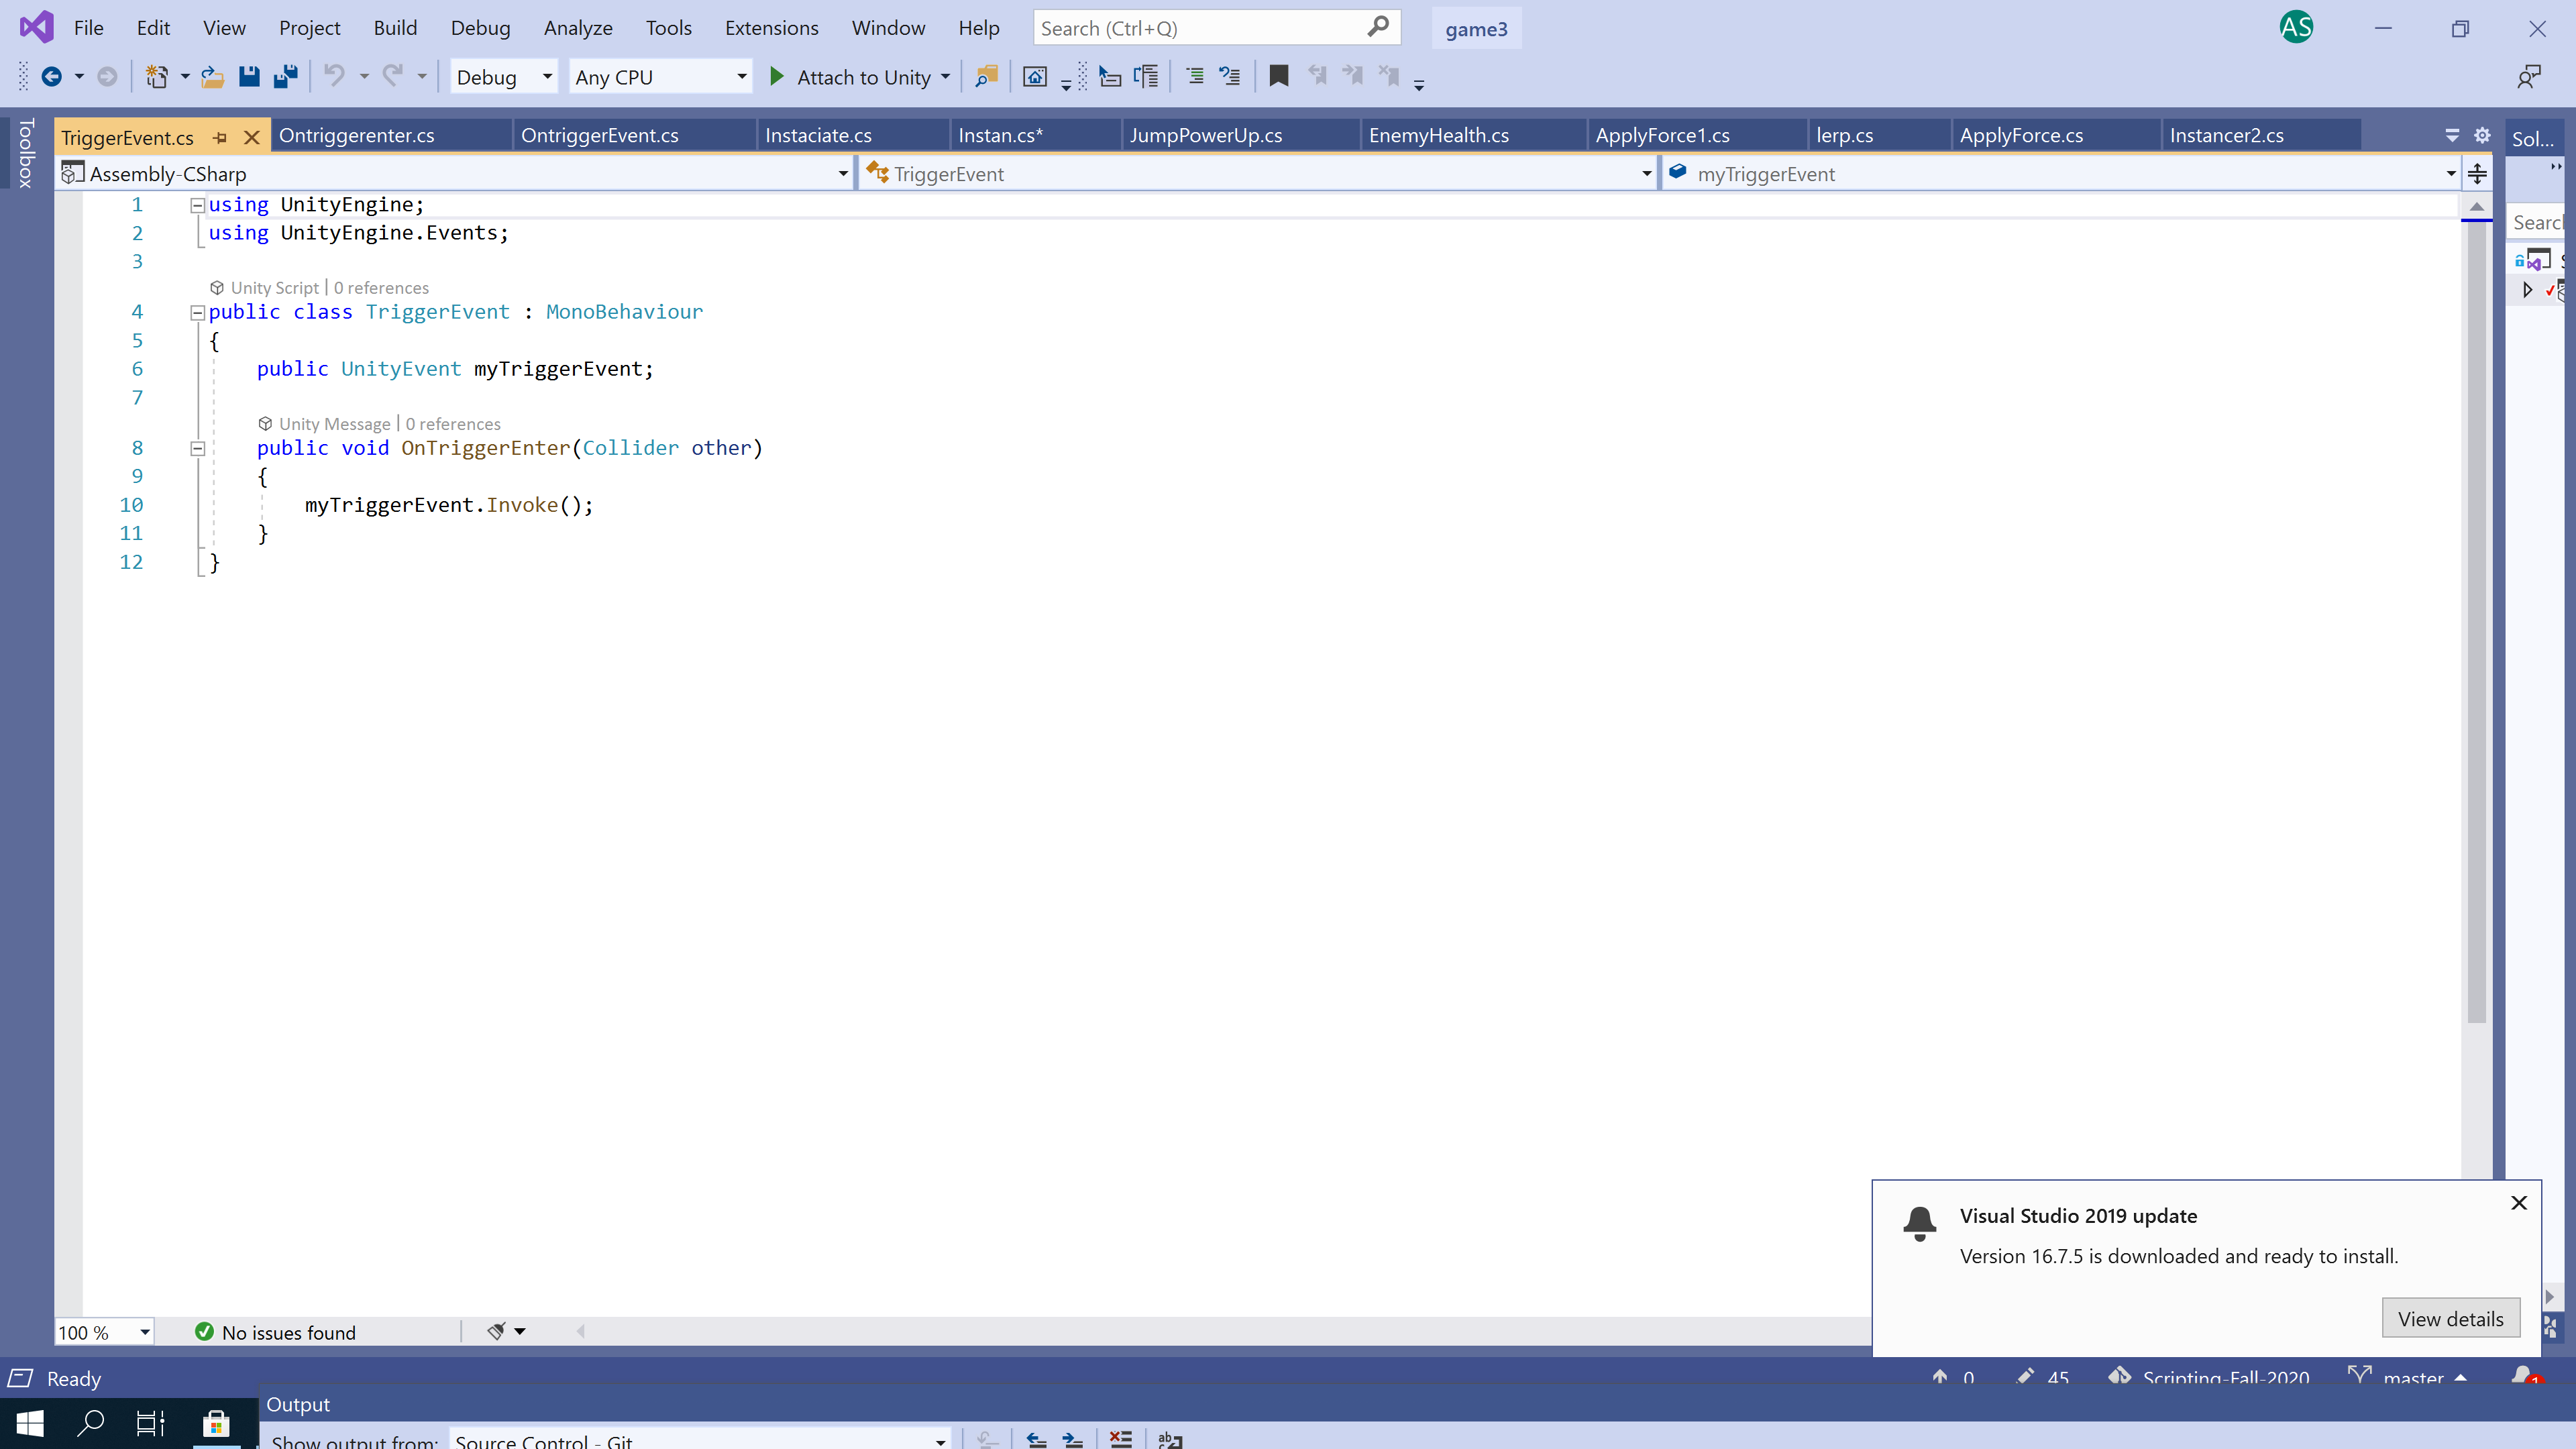 File Edit View Project Build Debug Analyze Tools Extensions Window Help Search (Ctrl+Q) game3 AS
Debug Any CPU Attach to Unity
Toolbox
TriggerEvent.cs Ontriggerenter.cs OntriggerEvent.cs Instaciate.cs Instan.cs* JumpPowerUp.cs EnemyHealth.cs ApplyForce1.cs lerp.cs ApplyForce.cs Instancer2.cs Sol...
Assembly-CSharp TriggerEvent myTriggerEvent
1 using UnityEngine;
2 using UnityEngine.Events;
3
Unity Script | 0 references
4 public class TriggerEvent : MonoBehaviour
5 {
6 public UnityEvent myTriggerEvent;
7
Unity Message | 0 references
8 public void OnTriggerEnter(Collider other)
9 {
10 myTriggerEvent.Invoke();
11 }
12 }
Visual Studio 2019 update
Version 16.7.5 is downloaded and ready to install.
View details
100 % No issues found
Ready 0 45 Scripting-Fall-2020 master 1
Output
Show output from: Source Control - Git